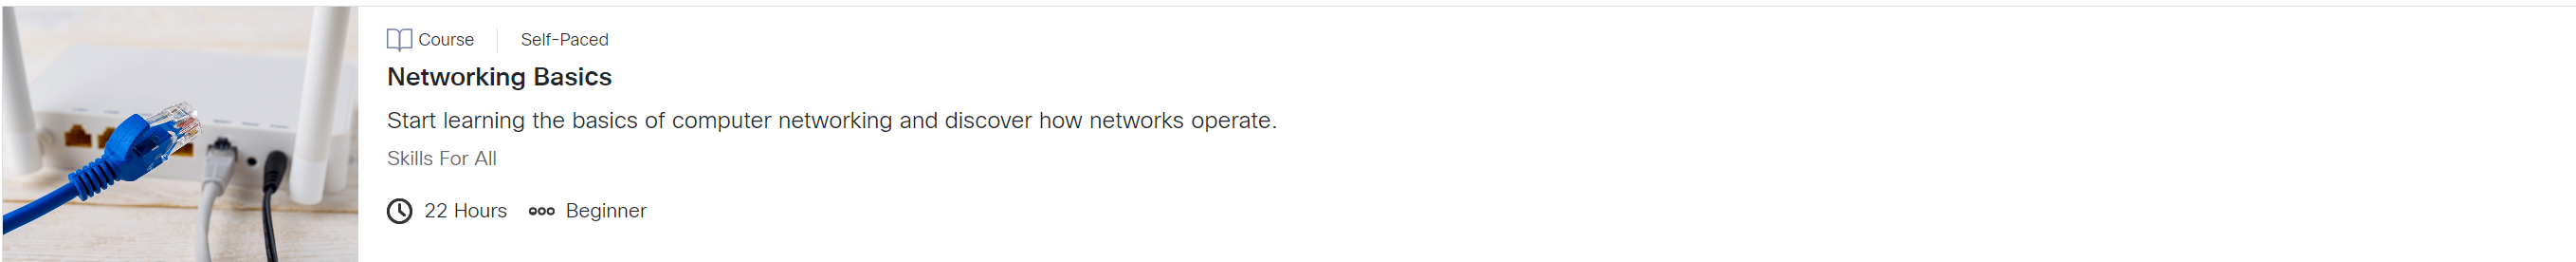 Course
Self-Paced
Networking Basics
Start learning the basics of computer networking and discover how networks operate.
Skills For All
22 Hours
Beginner